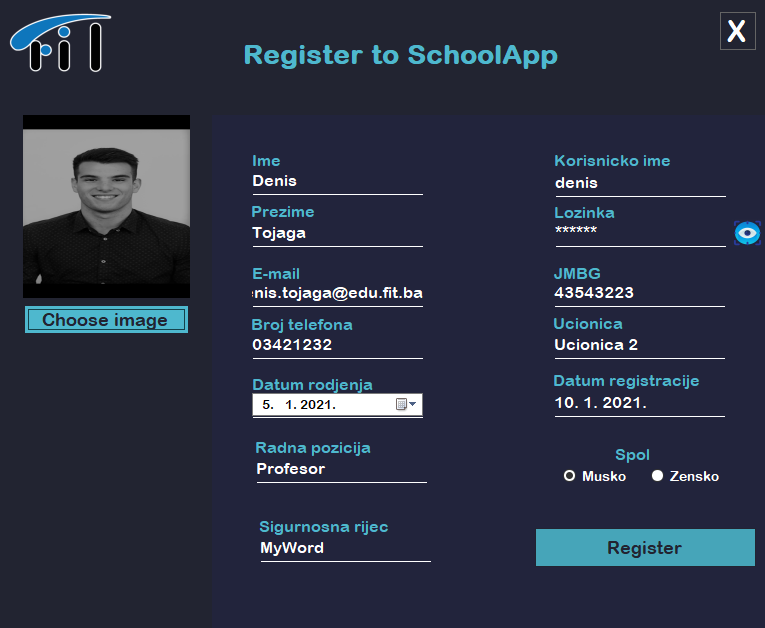 FIT
Register to SchoolApp
X
Choose image
Ime
Denis
Prezime
Tojaga
E-mail
nis.tojaga@edu.fit.ba
Broj telefona
03421232
Datum rodjenja
5. 1. 2021.
Radna pozicija
Profesor
Sigurnosna rijec
MyWord
Korisnicko ime
denis
Lozinka
******
JMBG
43543223
Ucionica
Ucionica 2
Datum registracije
10. 1. 2021.
Spol
Musko Zensko
Register